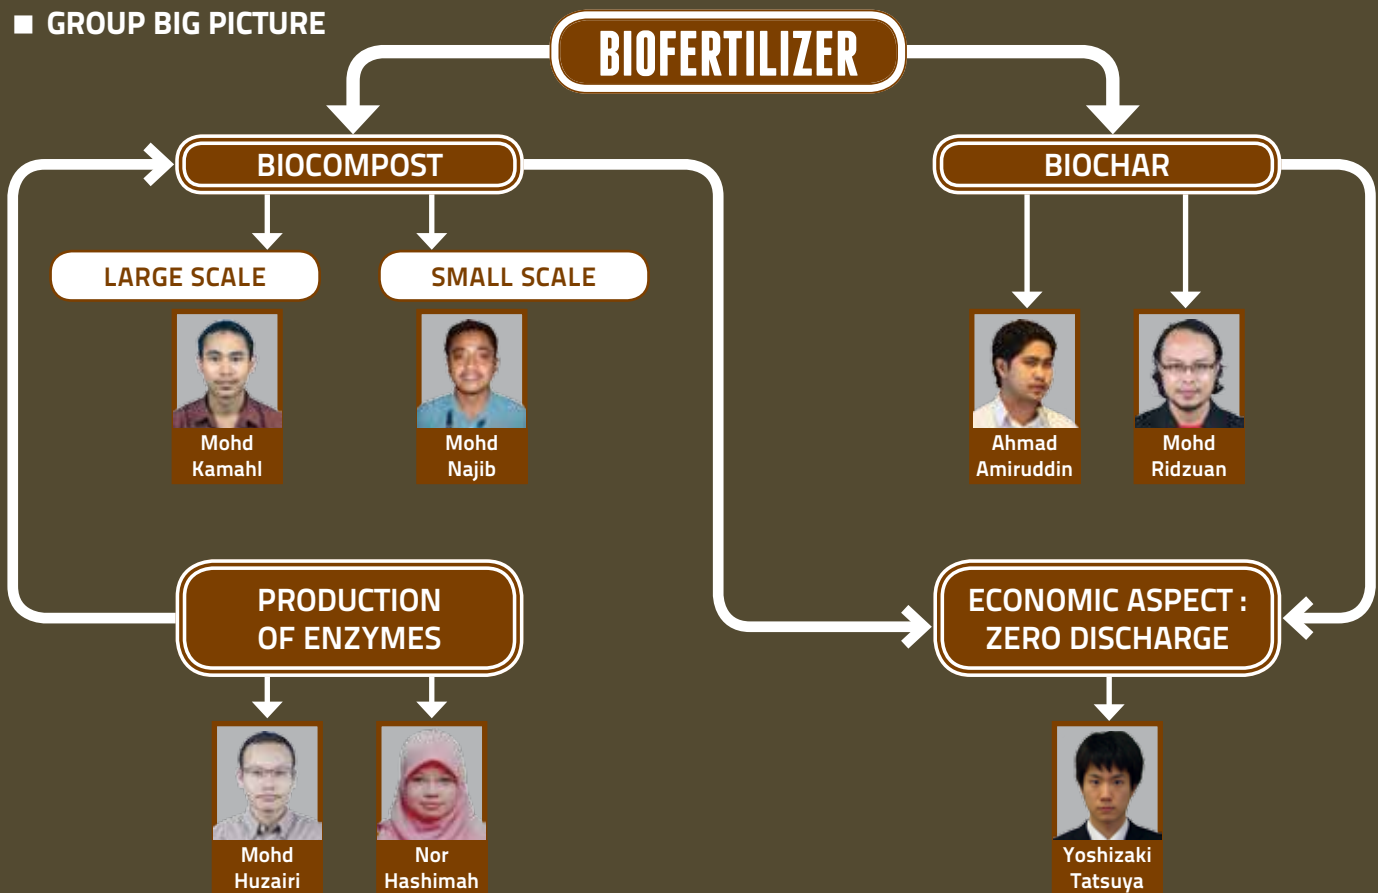 GROUP BIG PICTURE
BIOFERTILIZER
BIOCOMPOST
BIOCHAR
LARGE SCALE
SMALL SCALE
Mohd
Kamahl
Mohd
Najib
Ahmad
Amiruddin
Mohd
Ridzuan
PRODUCTION
OF ENZYMES
ECONOMIC ASPECT :
ZERO DISCHARGE
Mohd
Huzairi
Nor
Hashimah
Yoshizaki
Tatsuya